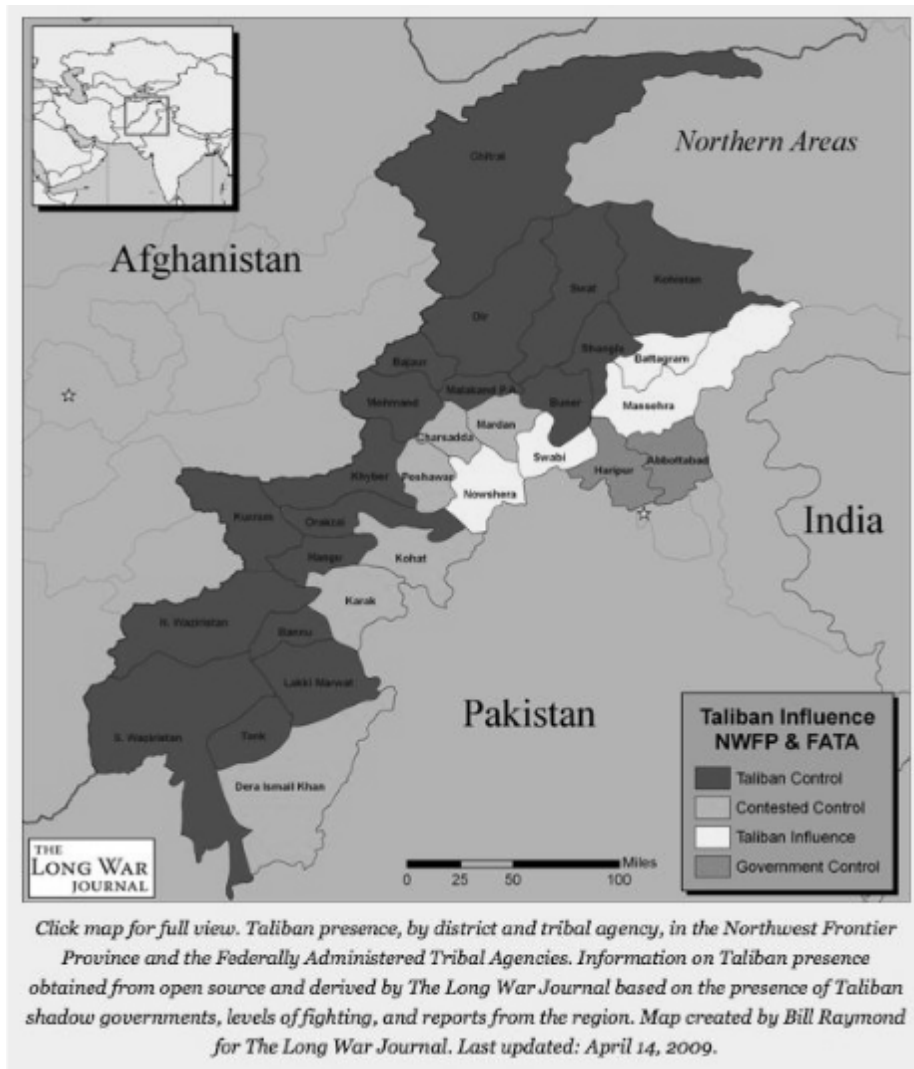 Northern Areas
Chitral
Afghanistan
Swat
Kohistan
Dir
Shangla
Battagram
Bajaur
Malakand P.A.
Buner
Massehra
Mohmand
Mardan
Charsadda
Swabi
Abbottabad
Haripur
Khyber
Peshawar
Nowshera
India
Kurram
Orakzai
Hangu
Kohat
Karak
N. Waziristan
Bannu
Lakki Marwat
Pakistan
S. Waziristan
Tank
Dera Ismail Khan
Taliban Influence
NWFP & FATA
Taliban Control
Contested Control
Taliban Influence
Government Control
THE
LONG WAR
JOURNAL
Miles
0 25 50 100
Click map for full view. Taliban presence, by district and tribal agency, in the Northwest Frontier
Province and the Federally Administered Tribal Agencies. Information on Taliban presence
obtained from open source and derived by The Long War Journal based on the presence of Taliban
shadow governments, levels of fighting, and reports from the region. Map created by Bill Raymond
for The Long War Journal. Last updated: April 14, 2009.